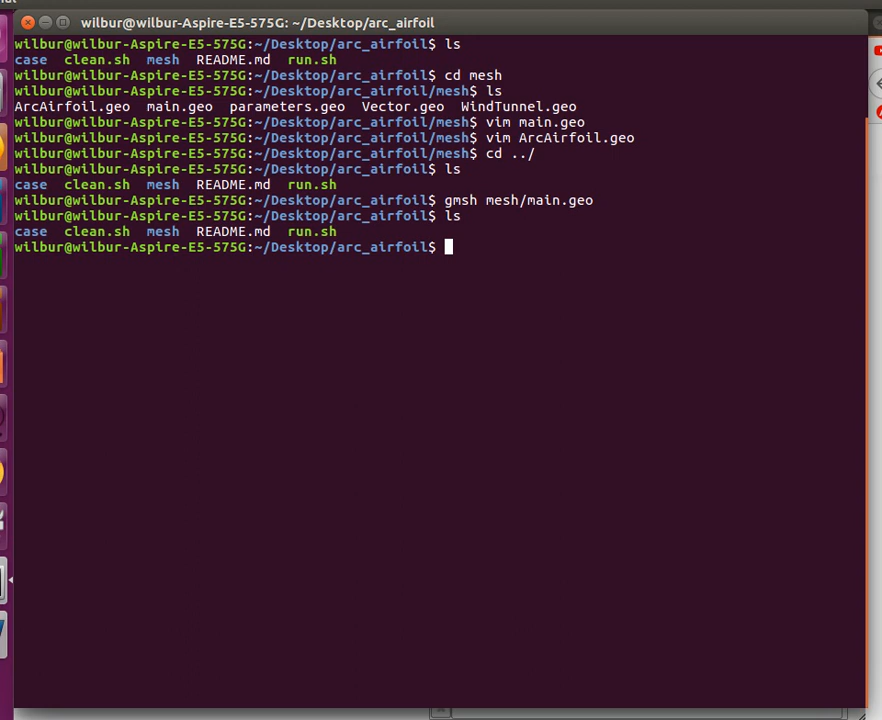 wilbur@wilbur-Aspire-E5-575G: ~/Desktop/arc_airfoil
wilbur@wilbur-Aspire-E5-575G:~/Desktop/arc_airfoil$ ls
case  clean.sh  mesh  README.md  run.sh
wilbur@wilbur-Aspire-E5-575G:~/Desktop/arc_airfoil$ cd mesh
wilbur@wilbur-Aspire-E5-575G:~/Desktop/arc_airfoil/mesh$ ls
ArcAirfoil.geo  main.geo  parameters.geo  Vector.geo  WindTunnel.geo
wilbur@wilbur-Aspire-E5-575G:~/Desktop/arc_airfoil/mesh$ vim main.geo
wilbur@wilbur-Aspire-E5-575G:~/Desktop/arc_airfoil/mesh$ vim ArcAirfoil.geo
wilbur@wilbur-Aspire-E5-575G:~/Desktop/arc_airfoil/mesh$ cd ../
wilbur@wilbur-Aspire-E5-575G:~/Desktop/arc_airfoil$ ls
case  clean.sh  mesh  README.md  run.sh
wilbur@wilbur-Aspire-E5-575G:~/Desktop/arc_airfoil$ gmsh mesh/main.geo
wilbur@wilbur-Aspire-E5-575G:~/Desktop/arc_airfoil$ ls
case  clean.sh  mesh  README.md  run.sh
wilbur@wilbur-Aspire-E5-575G:~/Desktop/arc_airfoil$